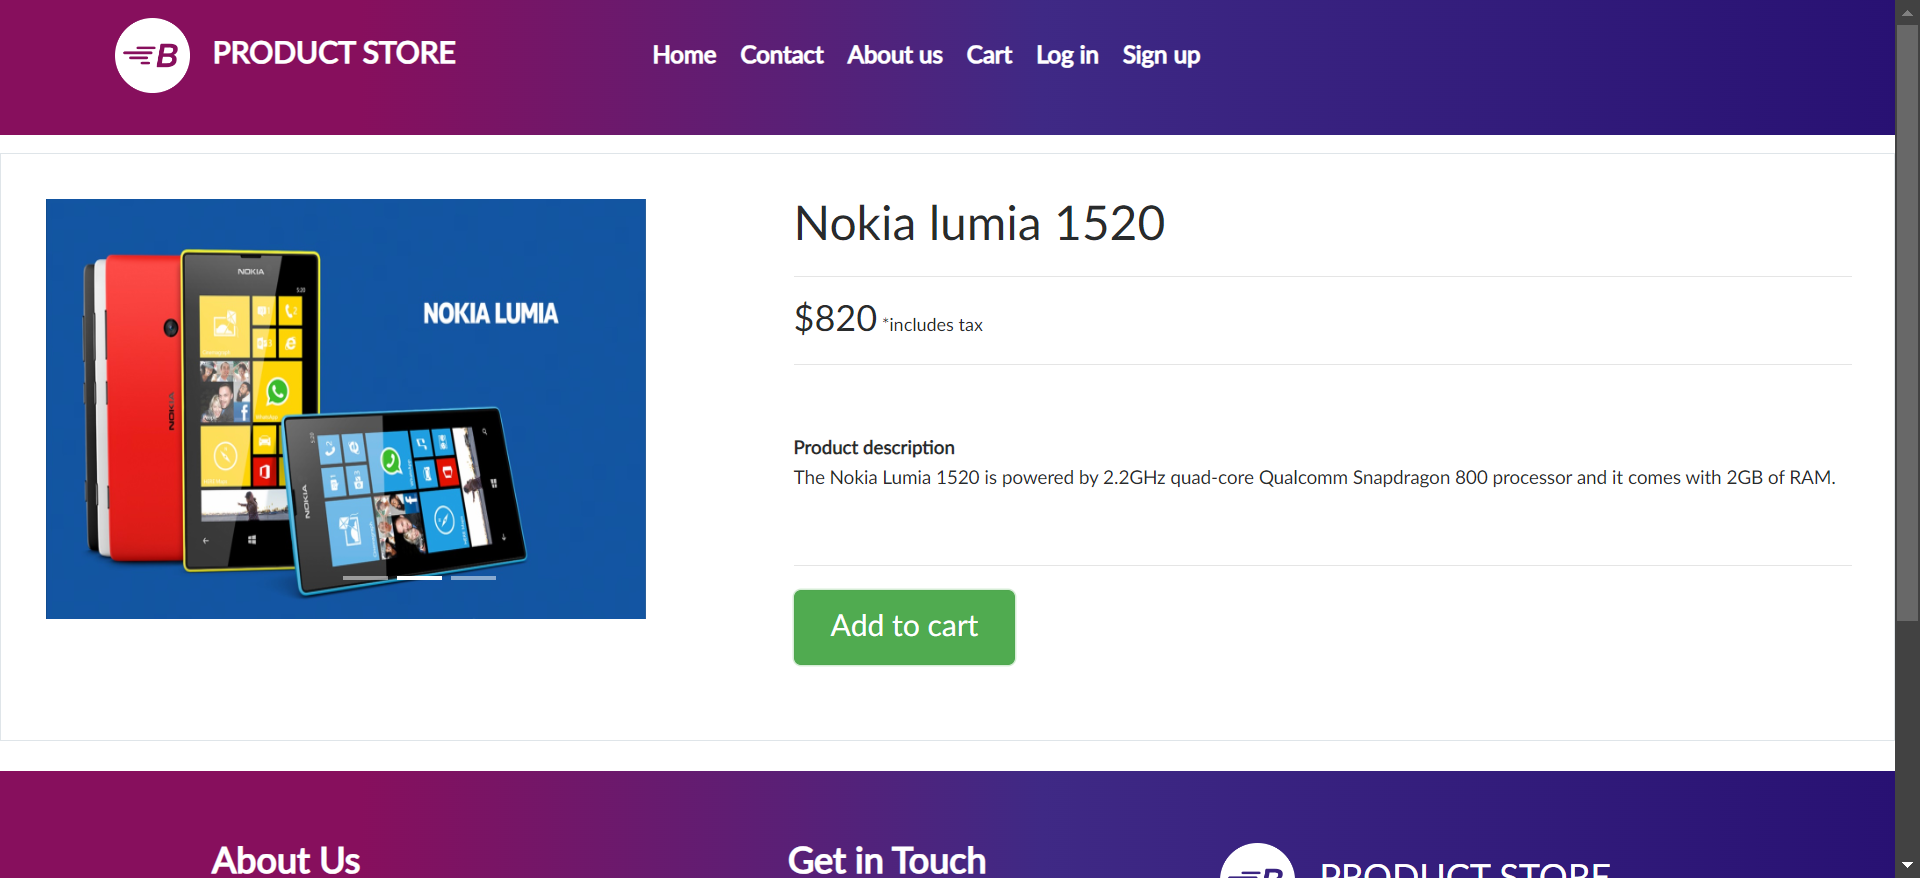 B PRODUCT STORE
Home Contact About us Cart Log in Sign up
Nokia lumia 1520
$820 *includes tax
NOKIA LUMIA
NOKIA
NOKIA
NOKIA
Product description
The Nokia Lumia 1520 is powered by 2.2GHz quad-core Qualcomm Snapdragon 800 processor and it comes with 2GB of RAM.
Add to cart
About Us
Get in Touch
B PRODUCT STORE